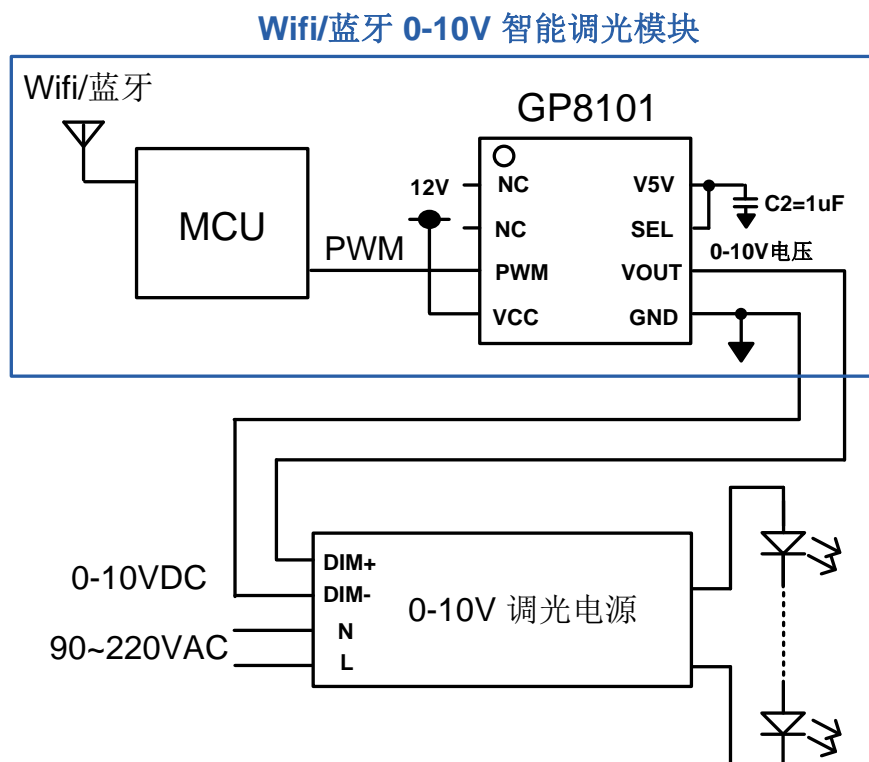 Wifi/蓝牙 0-10V 智能调光模块
Wifi/蓝牙
GP8101
MCU
PWM
12V
NC
NC
PWM
VCC
V5V
SEL
VOUT
GND
C2=1uF
0-10V电压
0-10VDC
90~220VAC
DIM+
DIM-
N
L
0-10V 调光电源